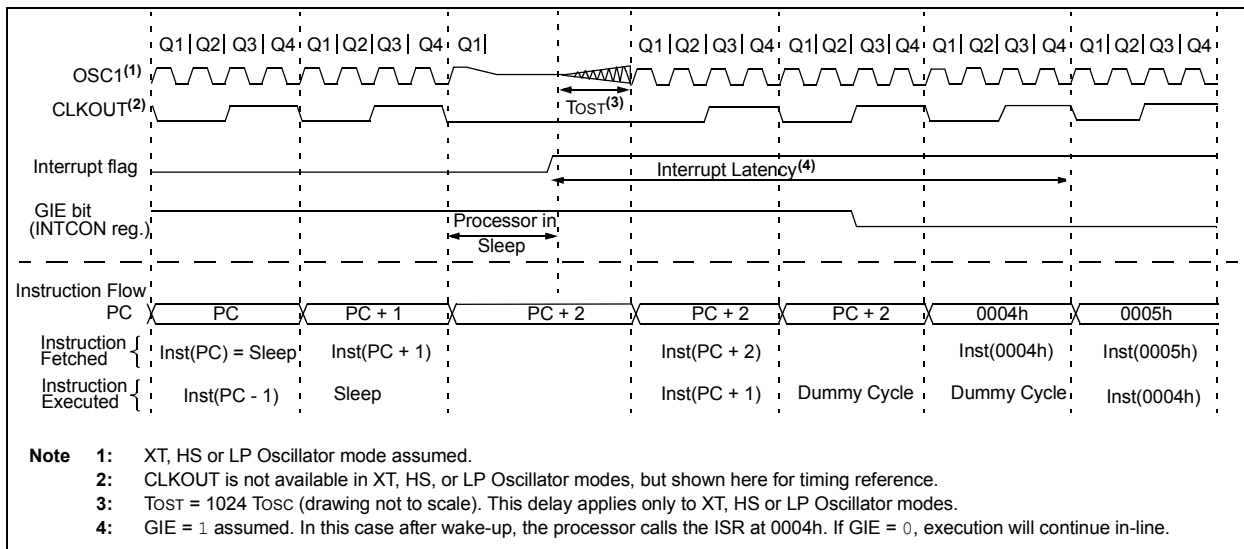 Q1 Q2 Q3 Q4 Q1 Q2 Q3 Q4 Q1 Q1 Q2 Q3 Q4 Q1 Q2 Q3 Q4 Q1 Q2 Q3 Q4 Q1 Q2 Q3 Q4
OSC1(1)
CLKOUT(2)
TOST(3)
Interrupt flag
Interrupt Latency(4)
GIE bit
(INTCON reg.)
Processor in
Sleep
Instruction Flow
PC PC PC + 1 PC + 2 PC + 2 PC + 2 0004h 0005h
Instruction
Fetched { Inst(PC) = Sleep Inst(PC + 1) Inst(PC + 2) Inst(0004h) Inst(0005h)
Instruction
Executed { Inst(PC - 1) Sleep Inst(PC + 1) Dummy Cycle Dummy Cycle Inst(0004h)
Note 1: XT, HS or LP Oscillator mode assumed.
2: CLKOUT is not available in XT, HS, or LP Oscillator modes, but shown here for timing reference.
3: TOST = 1024 TOSC (drawing not to scale). This delay applies only to XT, HS or LP Oscillator modes.
4: GIE = 1 assumed. In this case after wake-up, the processor calls the ISR at 0004h. If GIE = 0, execution will continue in-line.